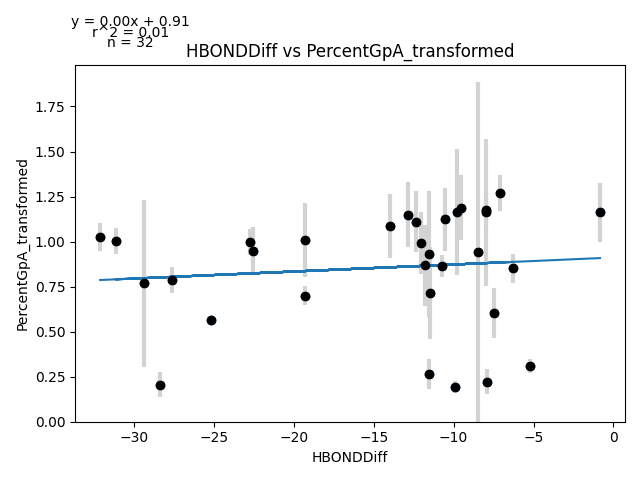 y = 0.00x + 0.91
r^2 = 0.01
n = 32
HBONDDiff vs PercentGpA_transformed
PercentGpA_transformed
1.75
1.50
1.25
1.00
0.75
0.50
0.25
0.00
−30
−25
−20
−15
−10
−5
0
HBONDDiff